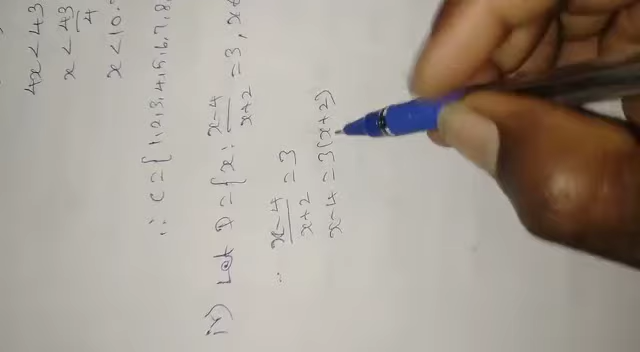 4x < 43
x < 43/4
x < 10.
∴ C = {1, 2, 3, 4, 5, 6, 7, 8,
iv) Let D = {x : x-4/x+2 = 3, x ∈
x-4/x+2 = 3
x-4 = 3(x+2)